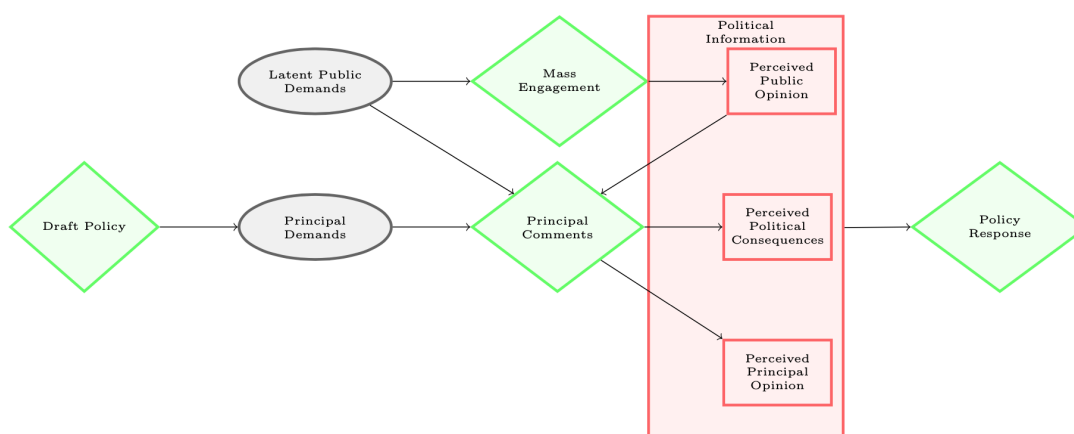 Political
Information
Latent Public
Demands
Mass
Engagement
Perceived
Public
Opinion
Draft Policy
Principal
Demands
Principal
Comments
Perceived
Political
Consequences
Policy
Response
Perceived
Principal
Opinion